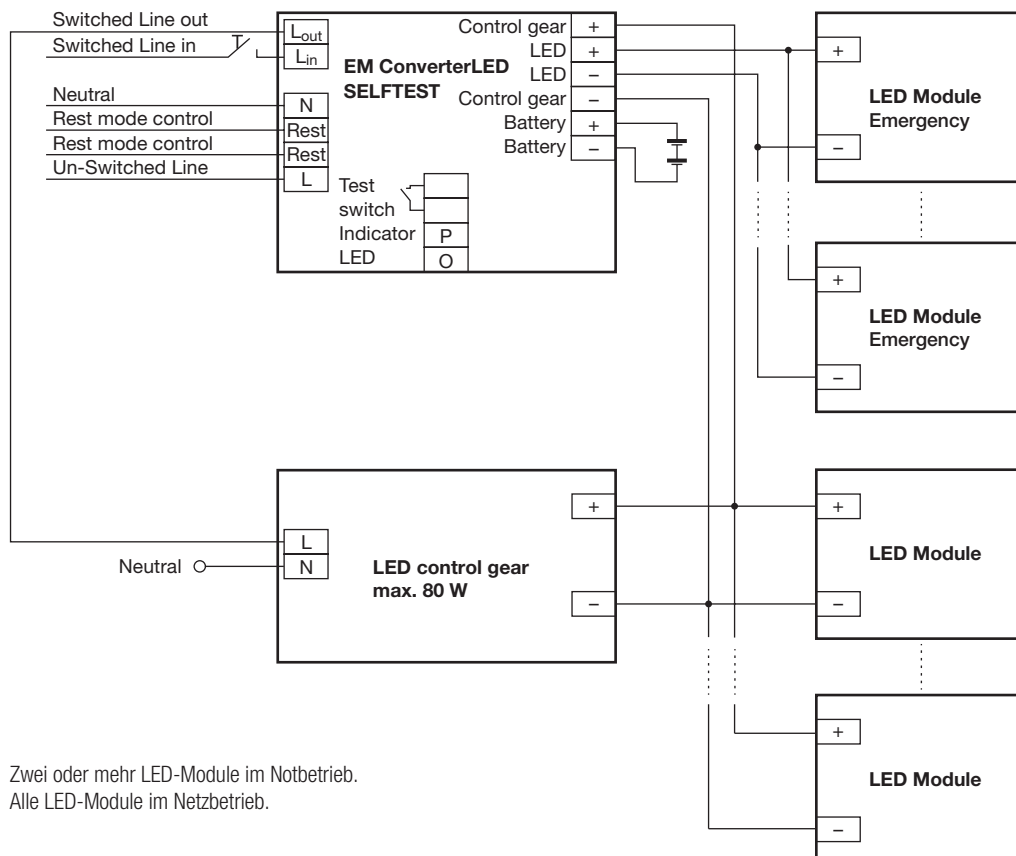 Switched Line out
Switched Line in
Neutral
Rest mode control
Rest mode control
Un-Switched Line
Lout
Lin
N
Rest
Rest
L
EM ConverterLED
SELFTEST
Test
switch
Indicator P
LED O
Control gear +
LED +
LED –
Control gear –
Battery +
Battery –
+
LED Module
Emergency
–
+
LED Module
Emergency
–
L
Neutral N
LED control gear
max. 80 W
+
–
+
LED Module
–
+
LED Module
–
Zwei oder mehr LED-Module im Notbetrieb.
Alle LED-Module im Netzbetrieb.